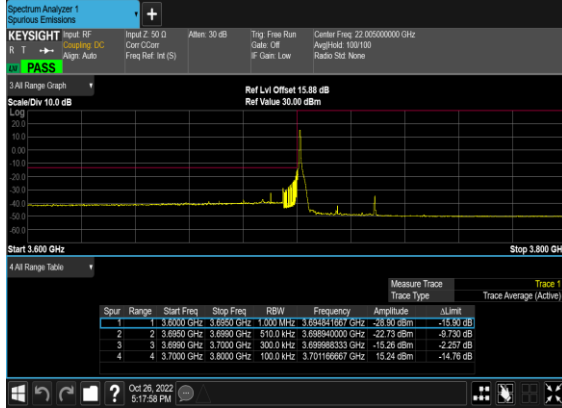 Spectrum Analyzer 1
Spurious Emissions
+
KEYSIGHT Input: RF Input Z: 50 Ω Atten: 30 dB Trig: Free Run Center Freq: 22.005000000 GHz
R T Coupling: DC Corr CCorr Gate: Off Avg|Hold: 100/100
Align: Auto Freq Ref: Int (S) IF Gain: Low Radio Std: None
LXI PASS
3 All Range Graph
Ref Lvl Offset 15.88 dB
Scale/Div 10.0 dB Ref Value 30.00 dBm
Log
20.0
10.0
0.00
-10.0
-20.0
-30.0
-40.0
-50.0
-60.0
Start 3.600 GHz Stop 3.800 GH
4 All Range Table
Measure Trace Trace 1
Trace Type Trace Average (Active)
Spur Range Start Freq Stop Freq RBW Frequency Amplitude ΔLimit
1 1 3.6000 GHz 3.6950 GHz 1.000 MHz 3.694841667 GHz -28.90 dBm -15.90 dB
2 2 3.6950 GHz 3.6990 GHz 510.0 kHz 3.698940000 GHz -22.73 dBm -9.730 dB
3 3 3.6990 GHz 3.7000 GHz 300.0 kHz 3.699988333 GHz -15.26 dBm -2.257 dB
4 4 3.7000 GHz 3.8000 GHz 100.0 kHz 3.701166667 GHz 15.24 dBm -14.76 dB
? Oct 26, 2022
5:17:58 PM